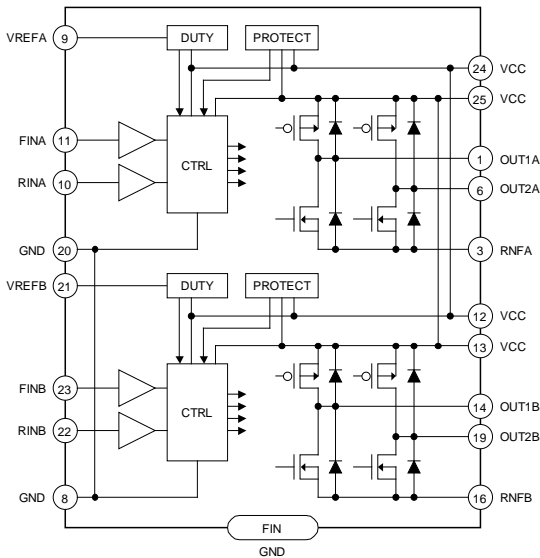 VREFA 9 DUTY PROTECT
24 VCC
25 VCC
FINA 11
CTRL
1 OUT1A
RINA 10
6 OUT2A
GND 20
3 RNFA
VREFB 21 DUTY PROTECT
12 VCC
13 VCC
FINB 23
CTRL
14 OUT1B
RINB 22
19 OUT2B
GND 8
16 RNFB
FIN
GND